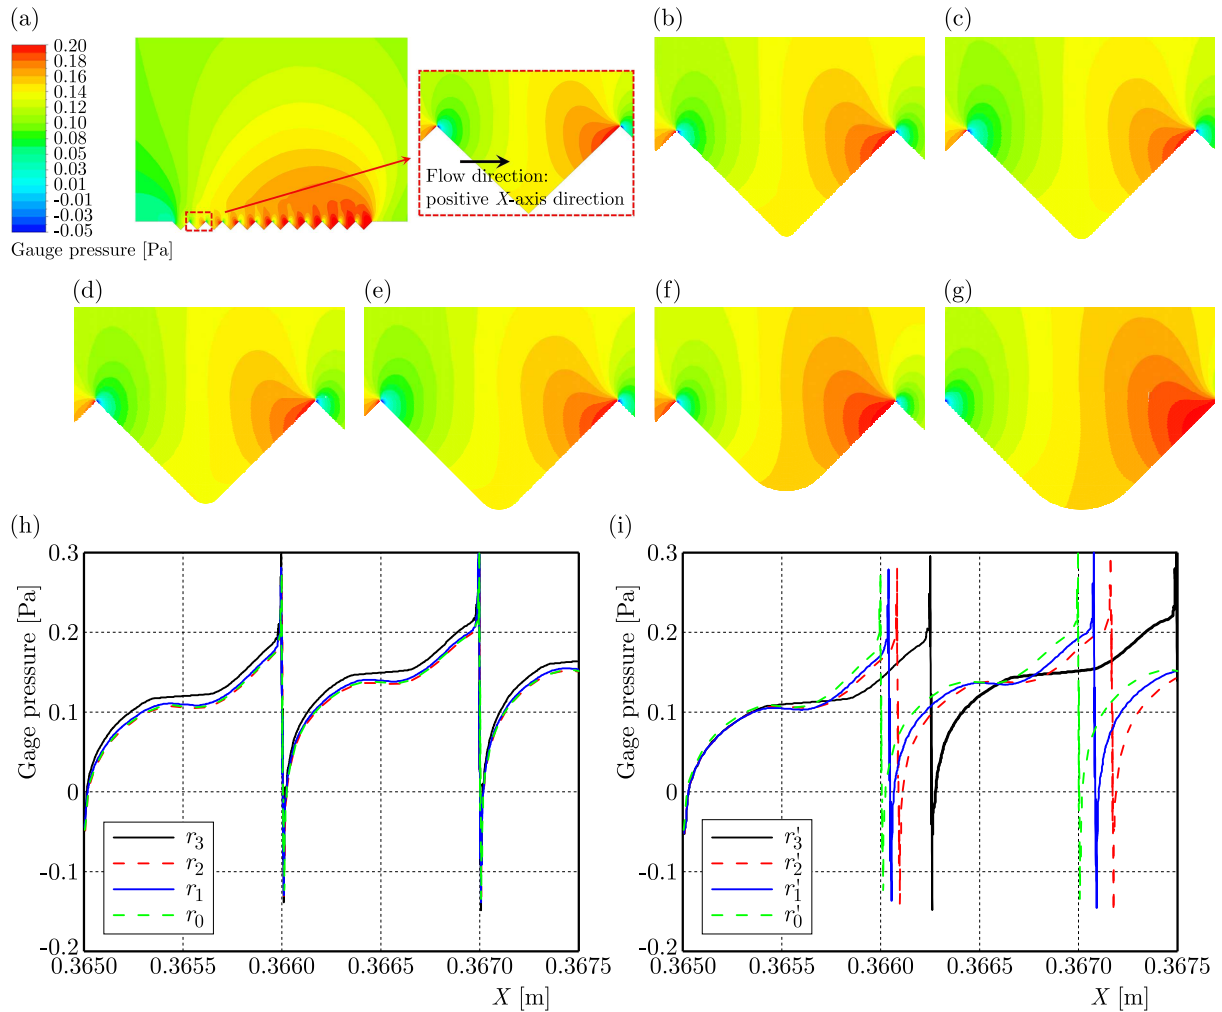 (a)
(b)
(c)
0.20
0.18
0.16
0.14
0.12
0.10
0.08
0.05
0.03
0.01
-0.01
-0.03
-0.05
Gauge pressure [Pa]
Flow direction:
positive X-axis direction
(d)
(e)
(f)
(g)
(h)
0.3
0.2
0.1
0
-0.1
-0.2
Gage pressure [Pa]
r3
r2
r1
r0
0.3650
0.3655
0.3660
0.3665
0.3670
0.3675
X [m]
(i)
0.3
0.2
0.1
0
-0.1
-0.2
Gage pressure [Pa]
r'3
r'2
r'1
r'0
0.3650
0.3655
0.3660
0.3665
0.3670
0.3675
X [m]